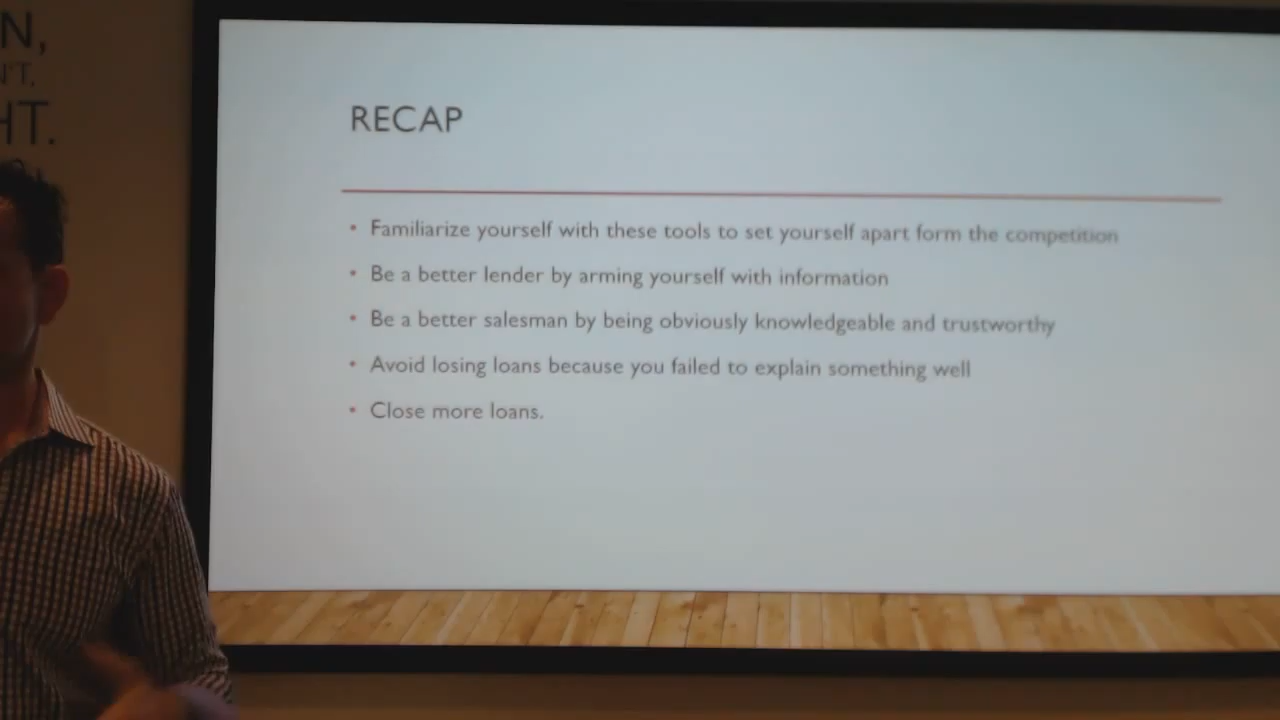 N,
N'T,
HT.
RECAP
• Familiarize yourself with these tools to set yourself apart form the competition
• Be a better lender by arming yourself with information
• Be a better salesman by being obviously knowledgeable and trustworthy
• Avoid losing loans because you failed to explain something well
• Close more loans.